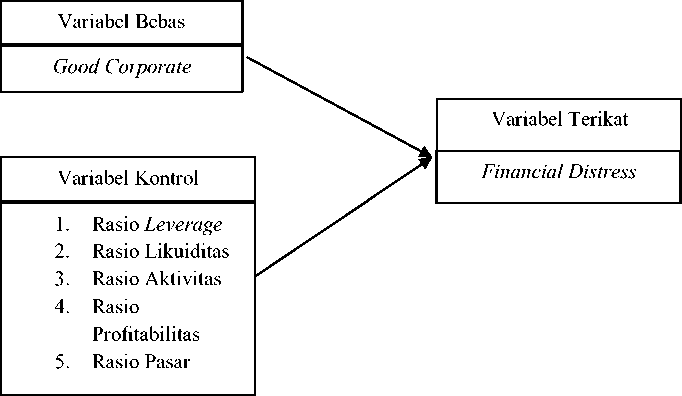 Variabel Bebas
Good Corporate
Variabel Terikat
Financial Distress
Variabel Kontrol
1. Rasio Leverage
2. Rasio Likuiditas
3. Rasio Aktivitas
4. Rasio
Profitabilitas
5. Rasio Pasar